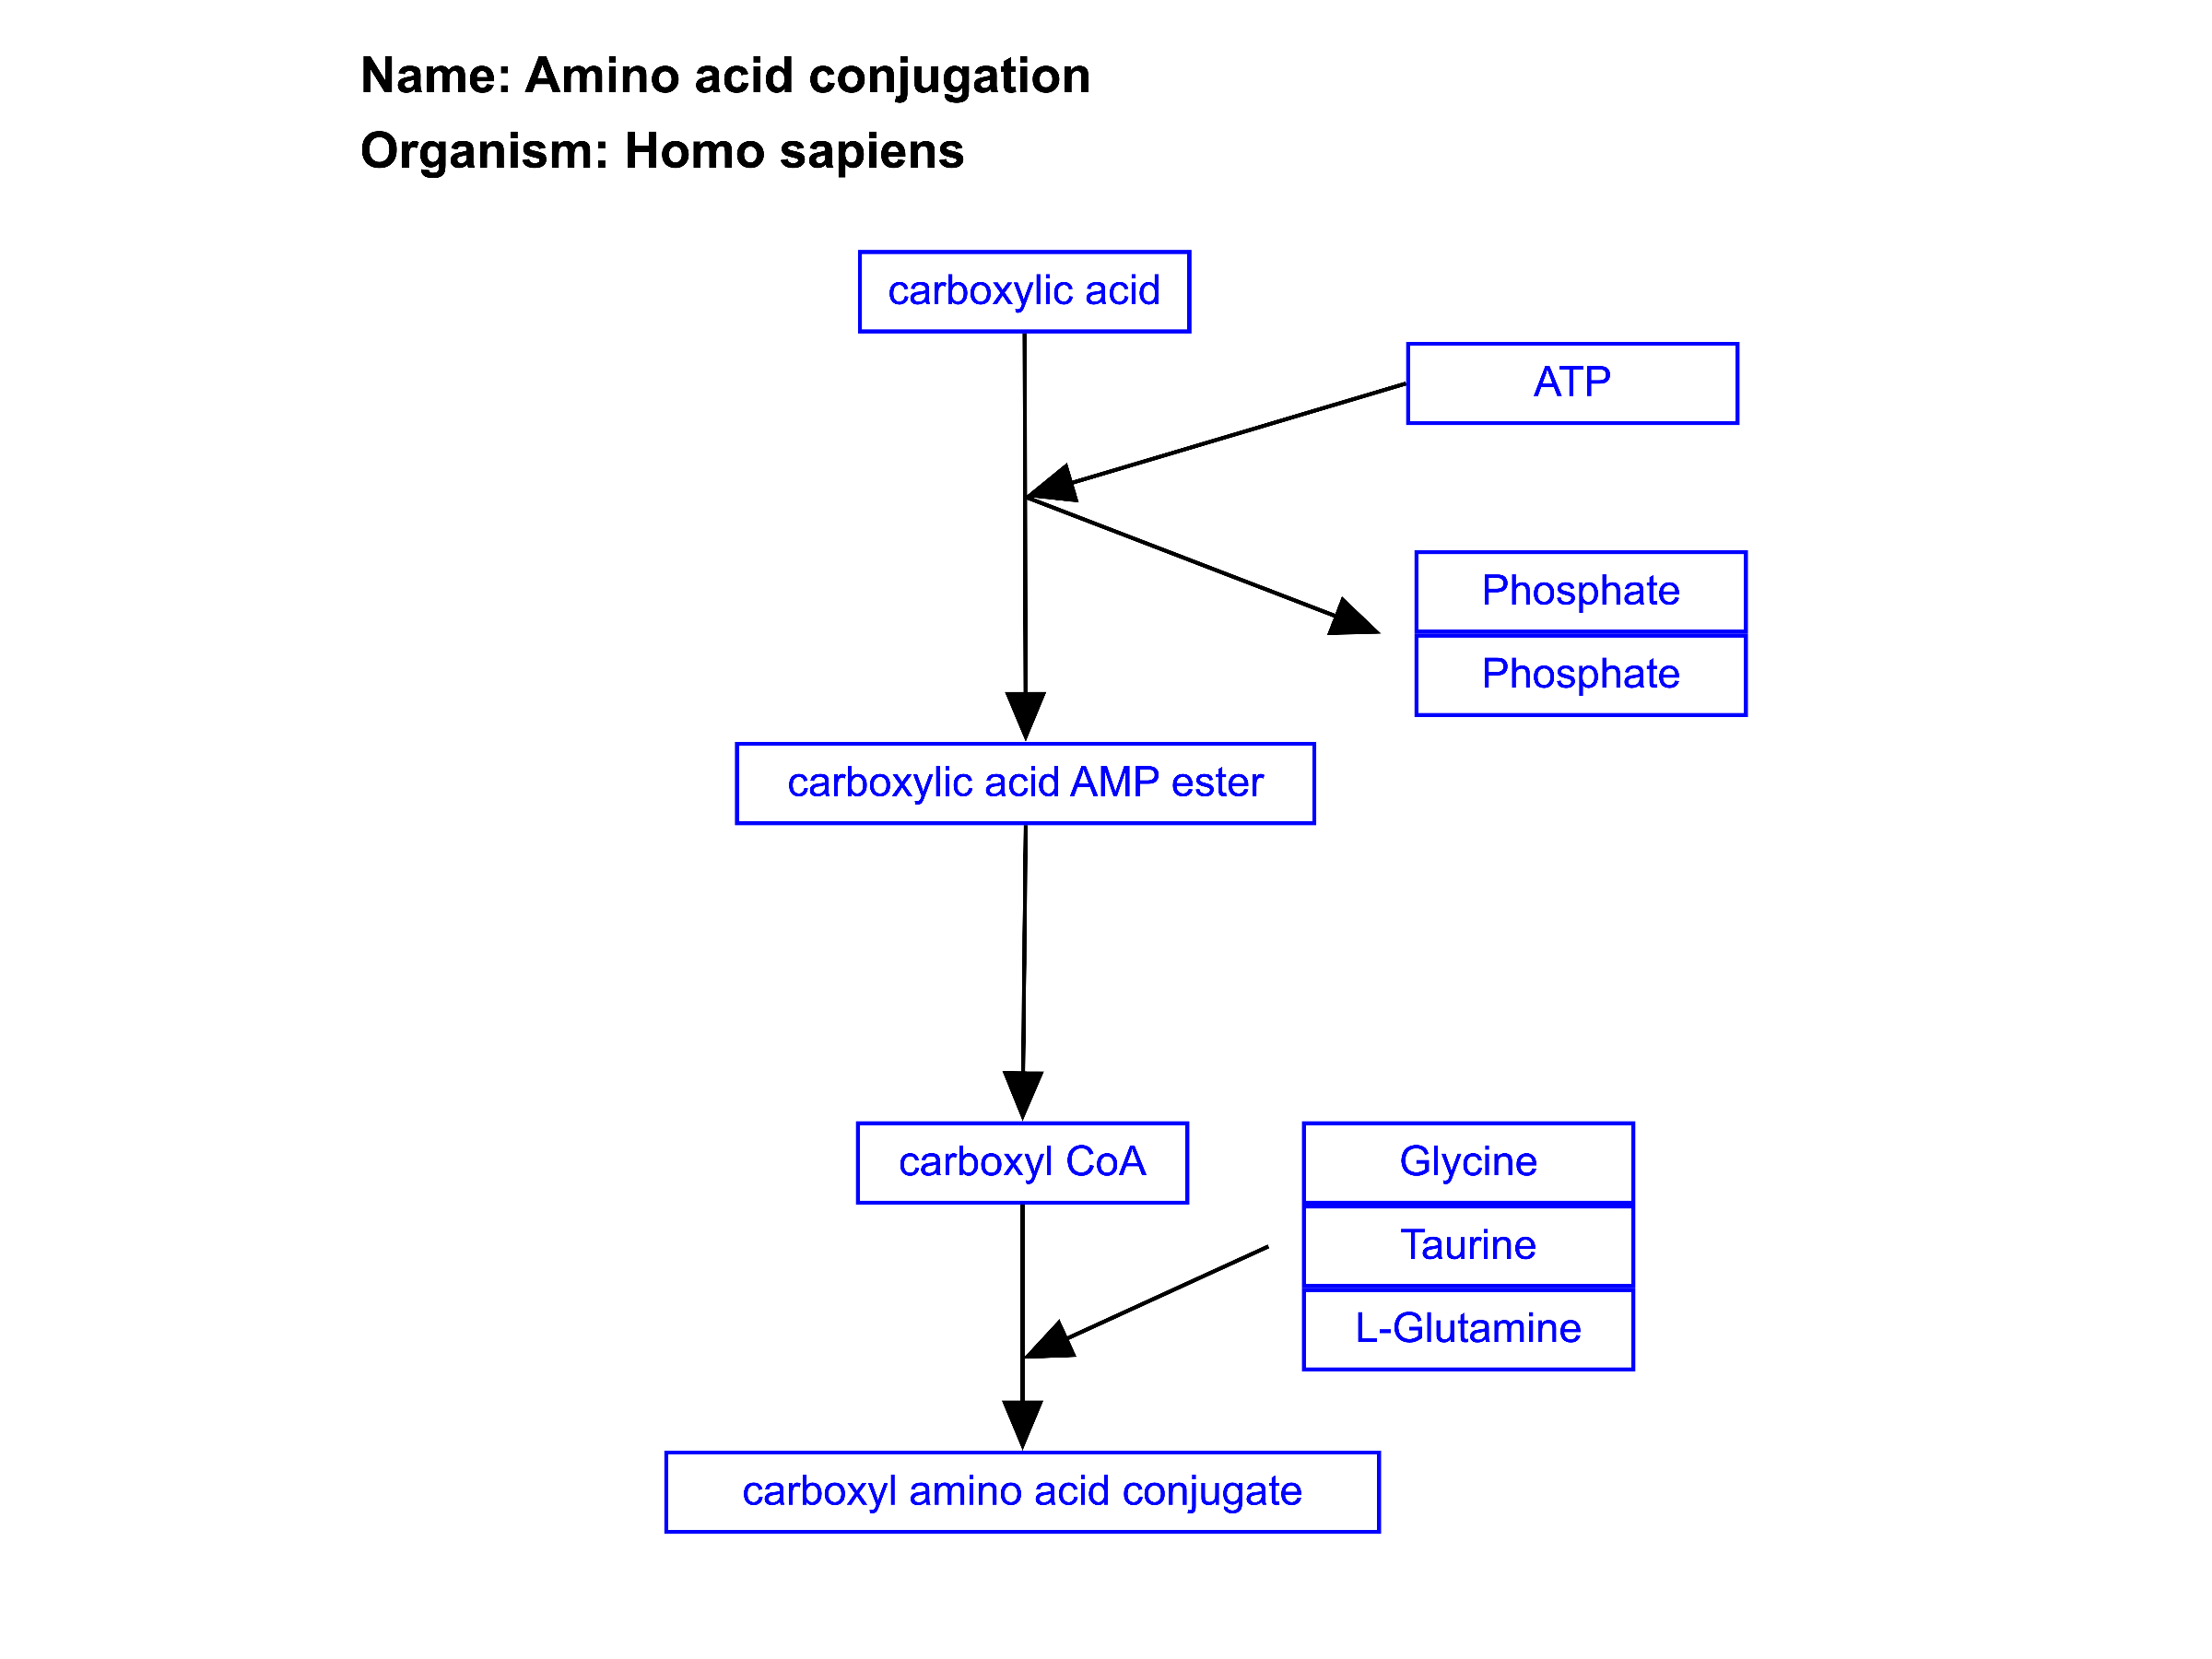 Name: Amino acid conjugation
Organism: Homo sapiens
carboxylic acid
ATP
Phosphate
Phosphate
carboxylic acid AMP ester
carboxyl CoA
Glycine
Taurine
L-Glutamine
carboxyl amino acid conjugate